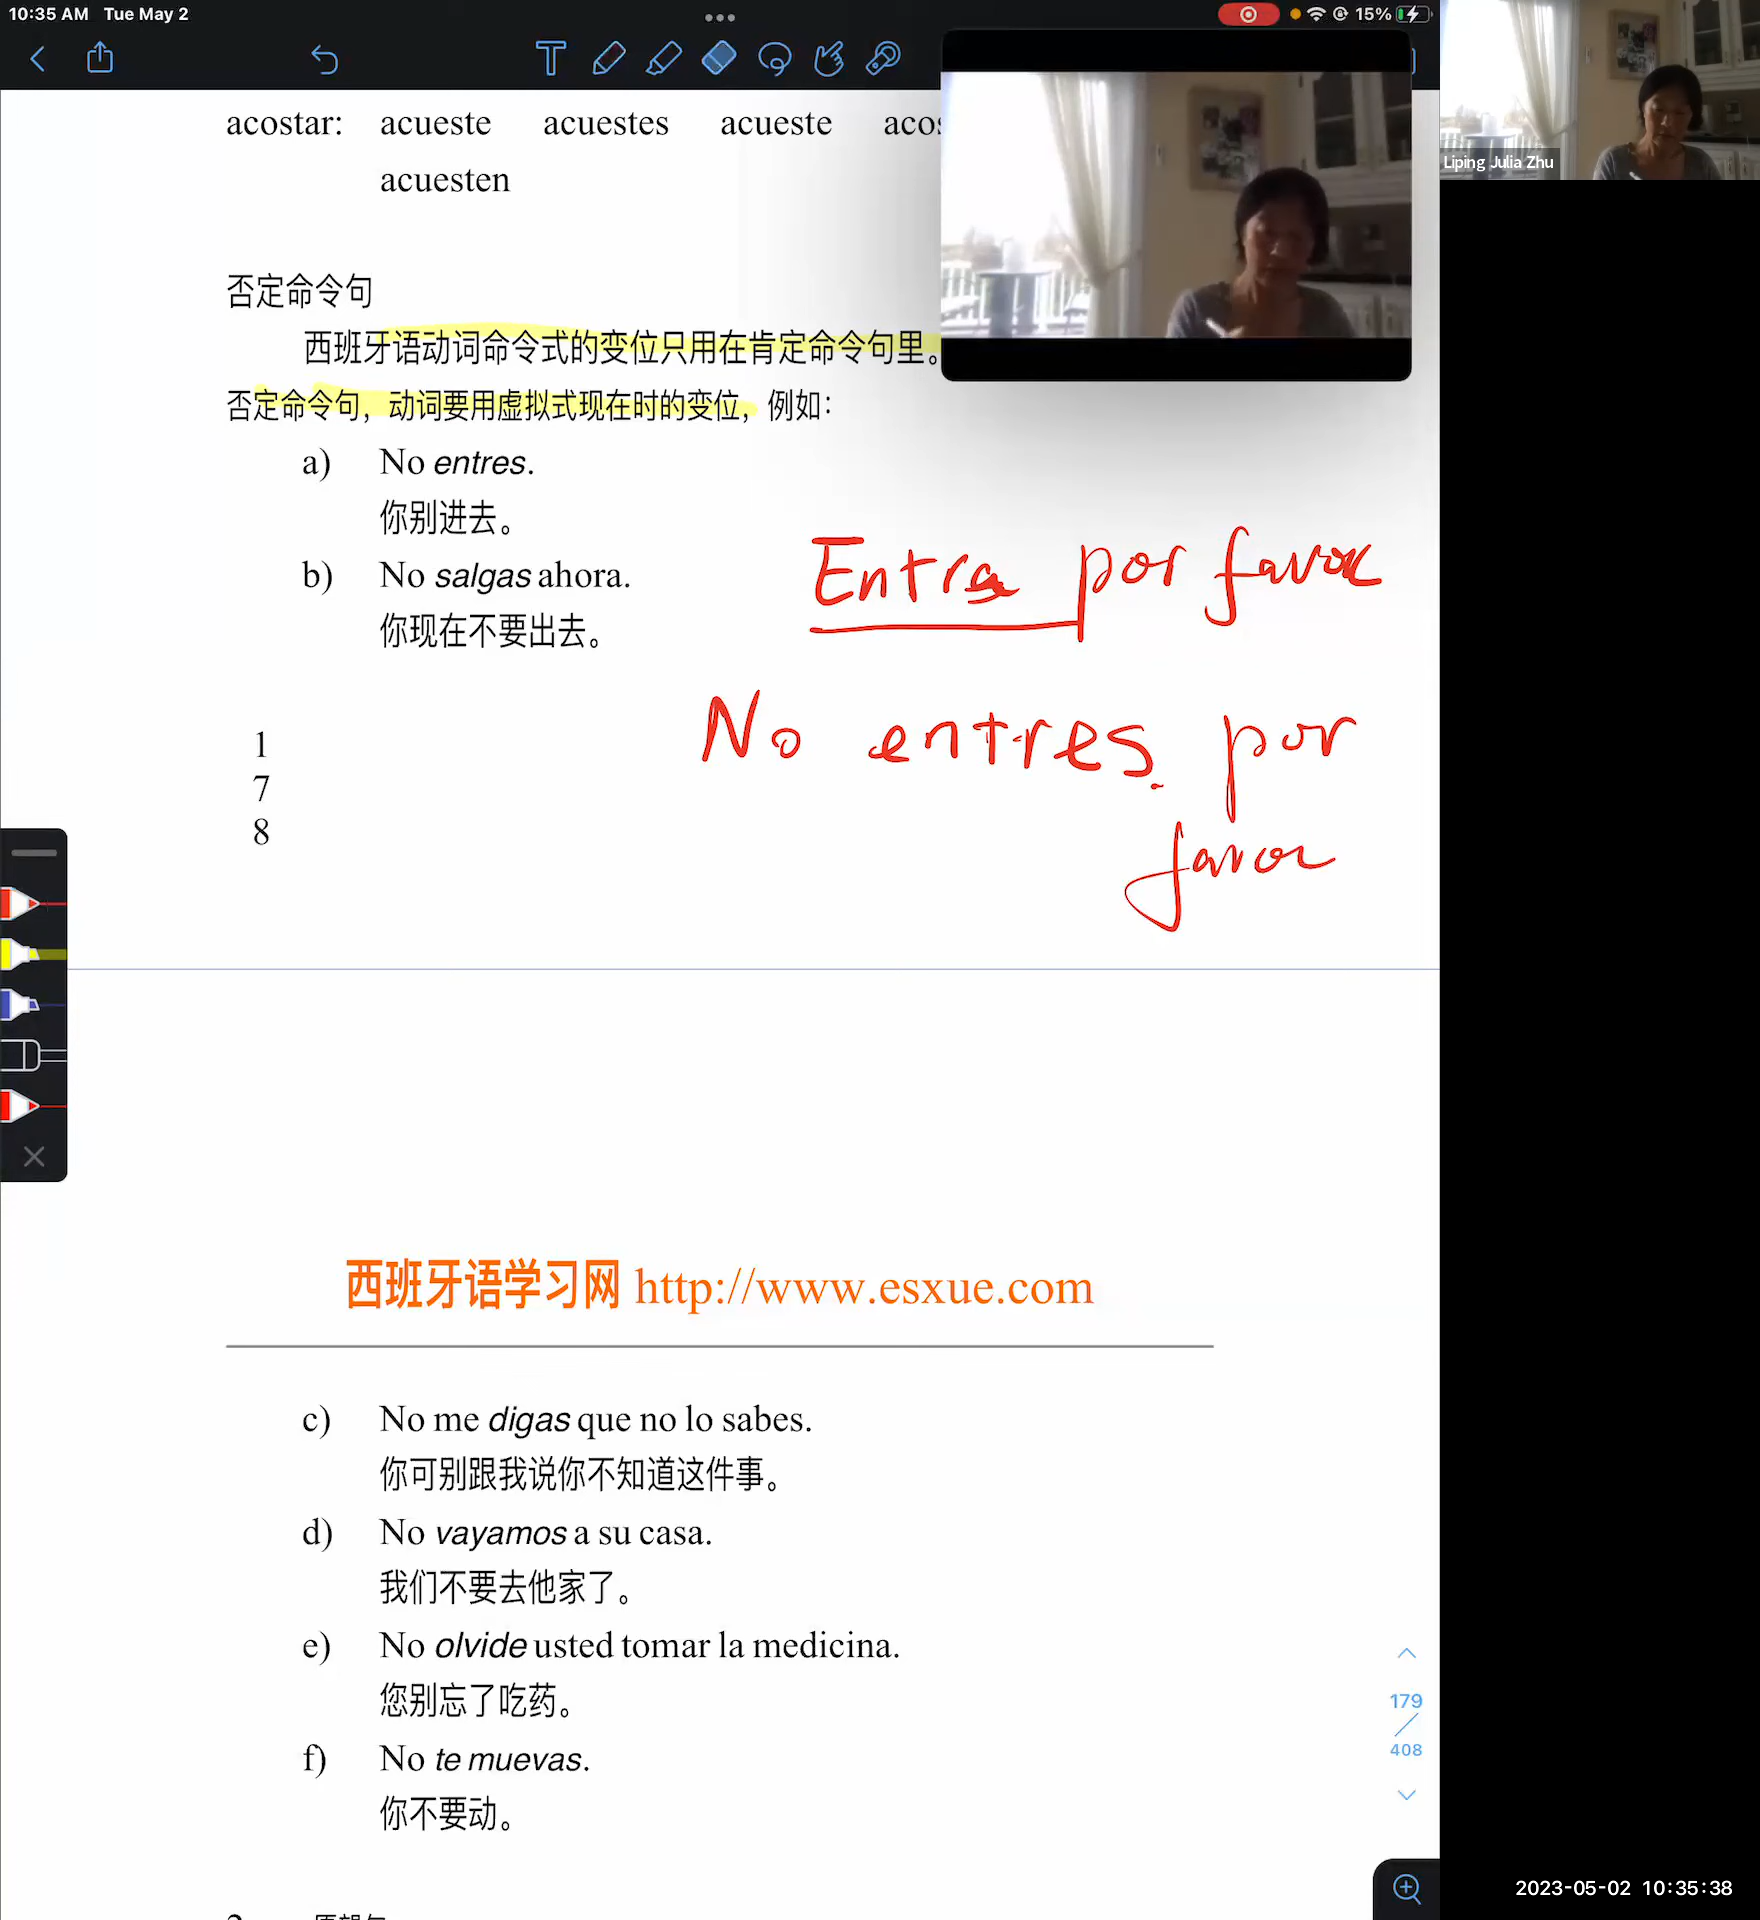 10:35 AM Tue May 2
15%
Liping Julia Zhu
acostar: acueste acuestes acueste
acuesten
否定命令句
西班牙语动词命令式的变位只用在肯定命令句里。
否定命令句，动词要用虚拟式现在时的变位，例如：
a) No entres.
你别进去。
b) No salgas ahora.
你现在不要出去。
Entra por favor
No entres. por
favor
1
7
8
西班牙语学习网 http://www.esxue.com
c) No me digas que no lo sabes.
你可别跟我说你不知道这件事。
d) No vayamos a su casa.
我们不要去他家了。
e) No olvide usted tomar la medicina.
您别忘了吃药。
f) No te muevas.
你不要动。
179
408
2023-05-02 10:35:38